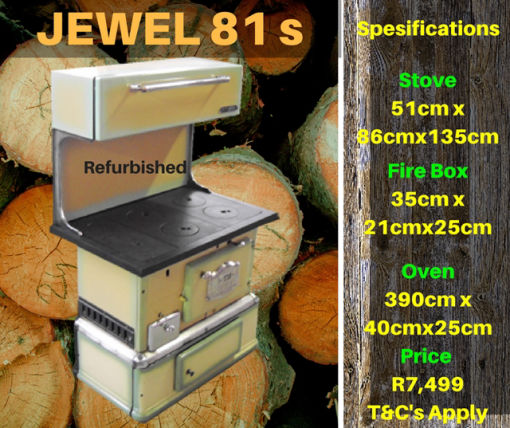 JEWEL 81 s
Refurbished
Spesifications
Stove
51cm x
86cmx135cm
Fire Box
35cm x
21cmx25cm
Oven
390cm x
40cmx25cm
Price
R7,499
T&C's Apply